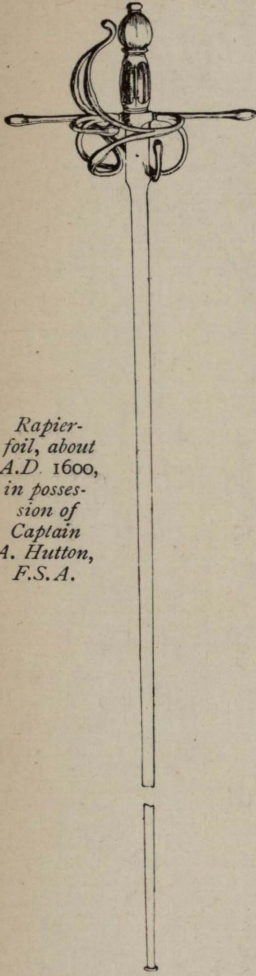 Rapier-
foil, about
A.D. 1600,
in posses-
sion of
Captain
A. Hutton,
F.S.A.